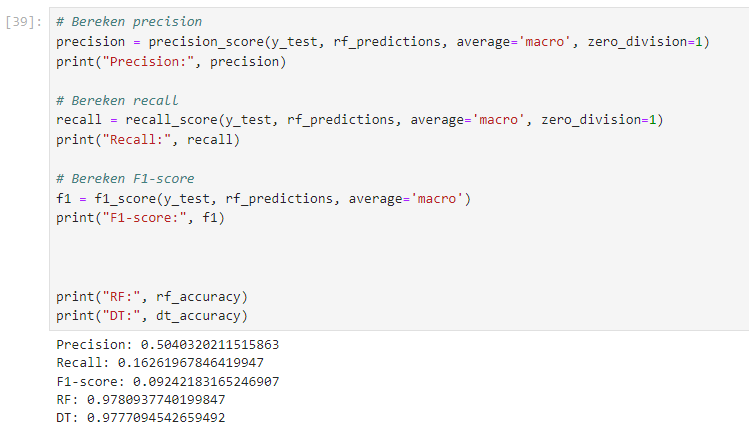 [39]: # Bereken precision
precision = precision_score(y_test, rf_predictions, average='macro', zero_division=1)
print("Precision:", precision)
# Bereken recall
recall = recall_score(y_test, rf_predictions, average='macro', zero_division=1)
print("Recall:", recall)
# Bereken F1-score
f1 = f1_score(y_test, rf_predictions, average='macro')
print("F1-score:", f1)
print("RF:", rf_accuracy)
print("DT:", dt_accuracy)
Precision: 0.5040320211515863
Recall: 0.16261967846419947
F1-score: 0.09242183165246907
RF: 0.9780937740199847
DT: 0.9777094542659492